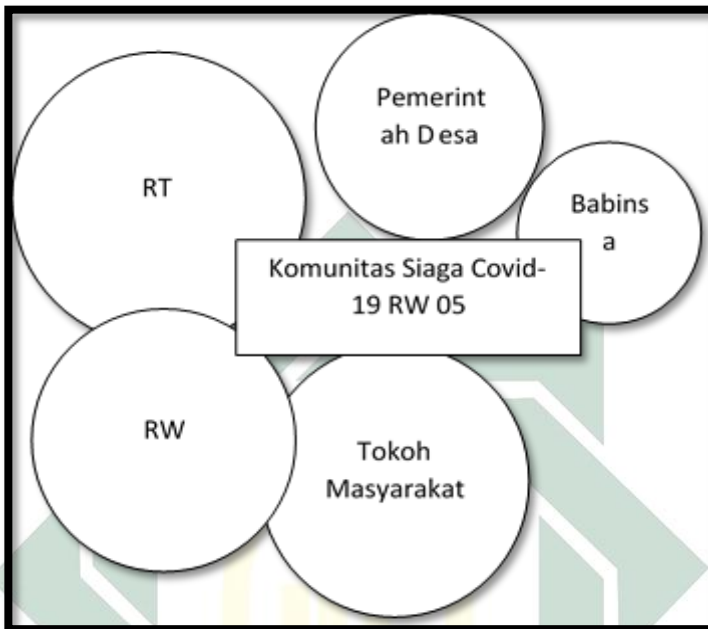 Pemerint
ah Desa
RT
Babins
a
Komunitas Siaga Covid-
19 RW 05
RW
Tokoh
Masyarakat